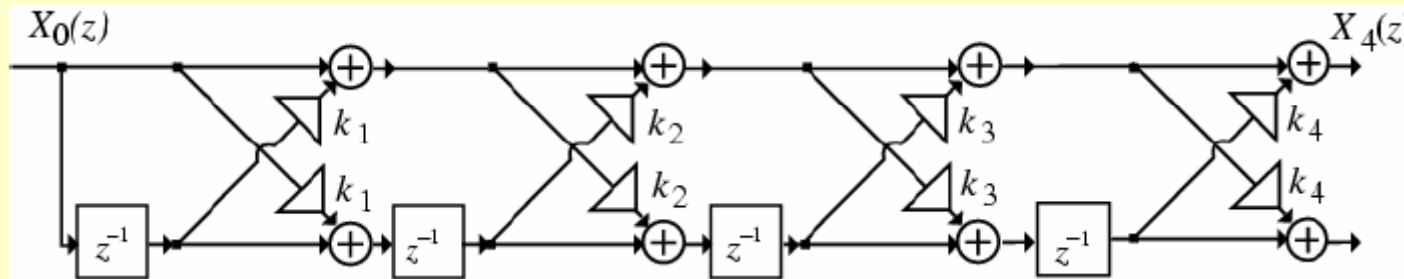 X₀(z) X₄(z)
k₁ k₂ k₃ k₄
k₁ k₂ k₃ k₄
z⁻¹ z⁻¹ z⁻¹ z⁻¹